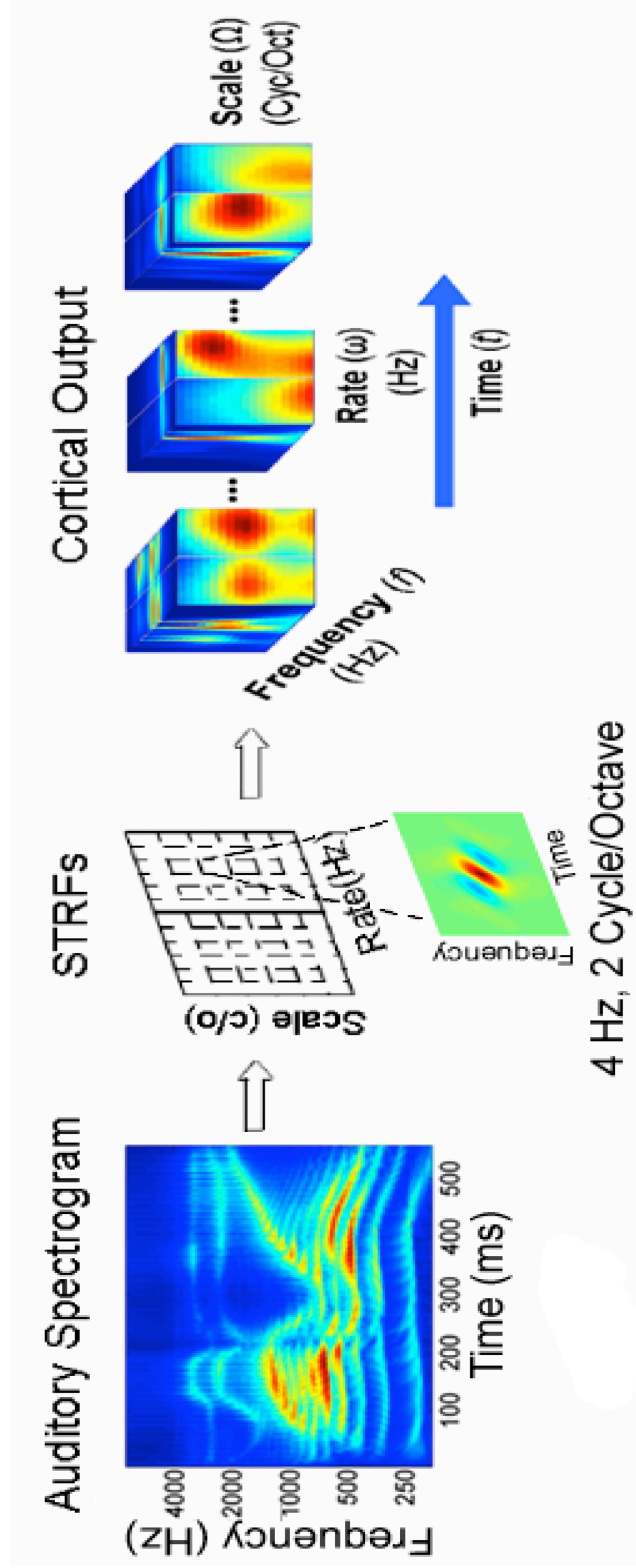 Auditory Spectrogram
Frequency (Hz)
4000
2000
1000
500
250
100 200 300 400 500
Time (ms)
STRFs
Scale (c/o)
Rate(Hz)
Frequency
Time
4 Hz, 2 Cycle/Octave
Cortical Output
... ...
Scale (Ω)
(Cyc/Oct)
Frequency (f)
(Hz)
Rate (ω)
(Hz)
Time (t)